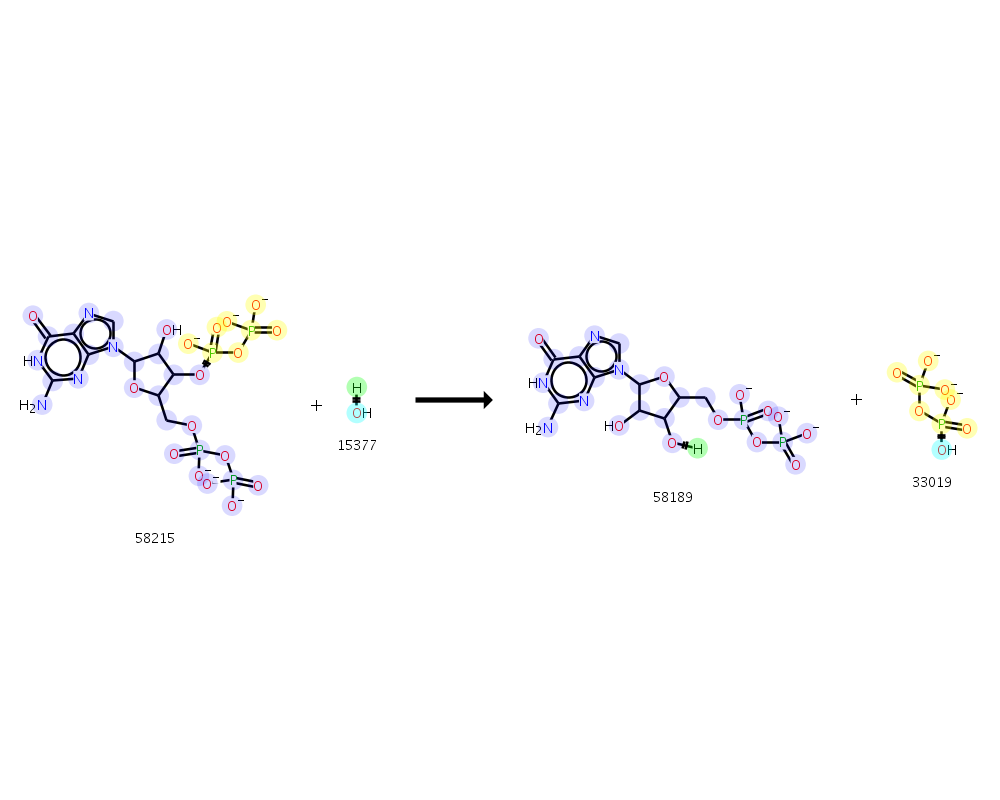 O N OH O⁻ O⁻ O O O⁻ P O P O
HN N N O O
H₂N N O
O P O O⁻ O⁻ P O O⁻
58215
+
H
OH
15377
O N N HN N H₂N
O HO O H O O⁻ P O O P O⁻ O⁻ O
58189
+
O O⁻ P O⁻ O⁻ O P O OH
33019